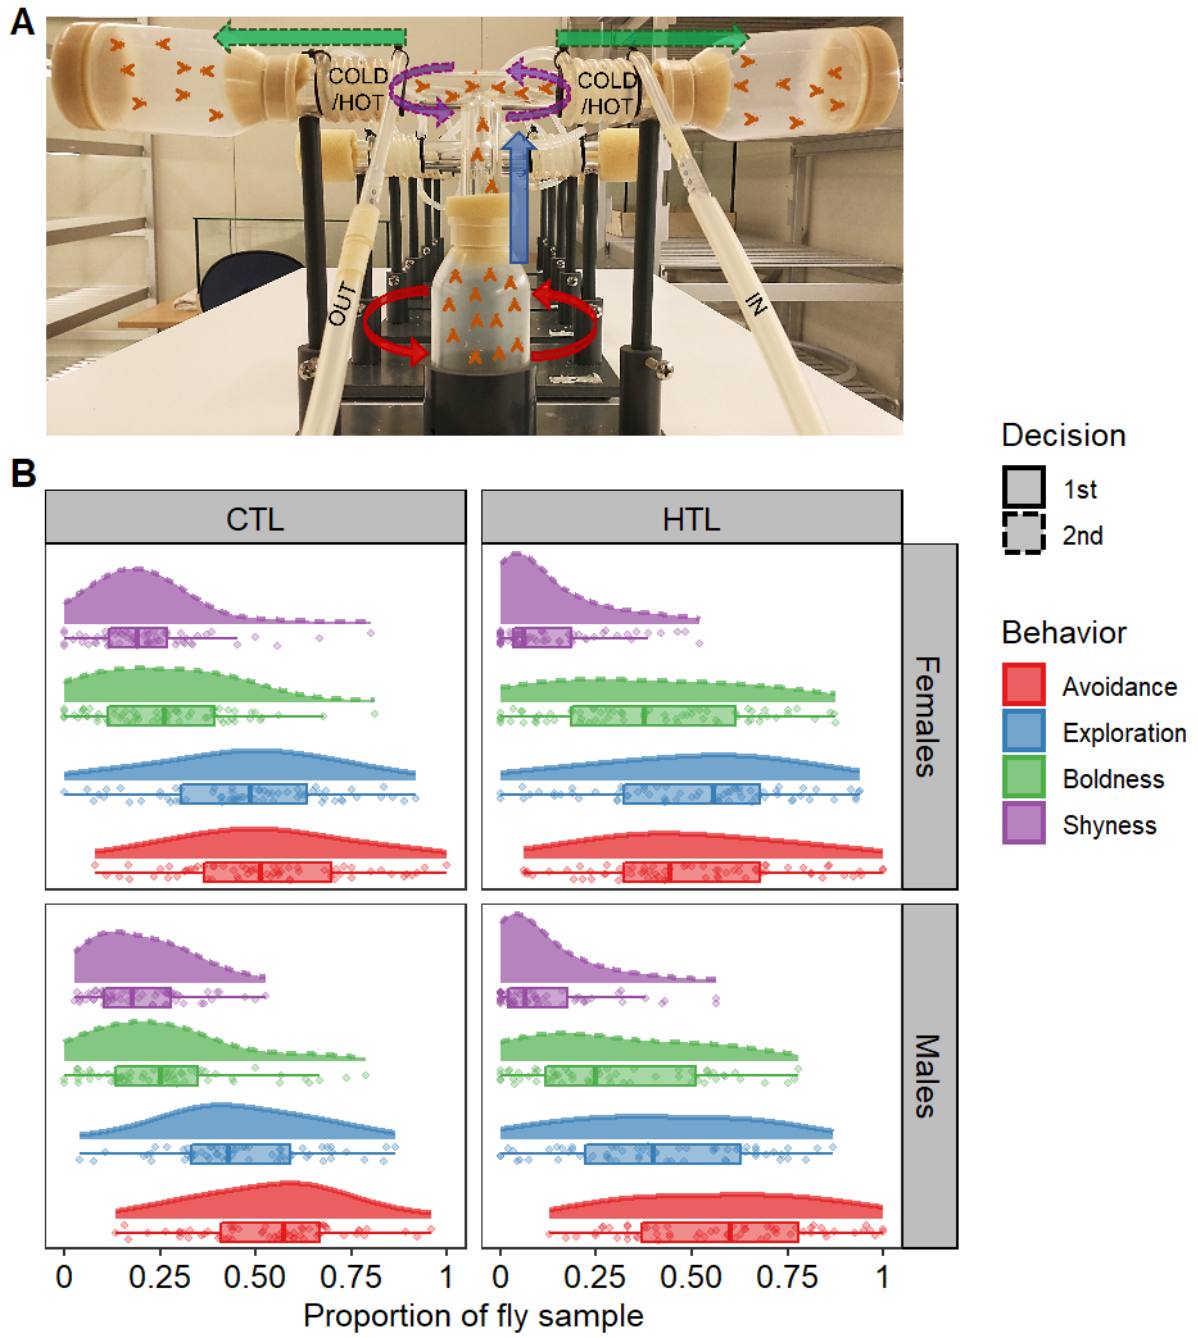 A
COLD
/HOT
COLD
/HOT
OUT
IN
B
Decision
1st
2nd
CTL
HTL
Females
Behavior
Avoidance
Exploration
Boldness
Shyness
Males
0 0.25 0.50 0.75 1
0 0.25 0.50 0.75 1
Proportion of fly sample